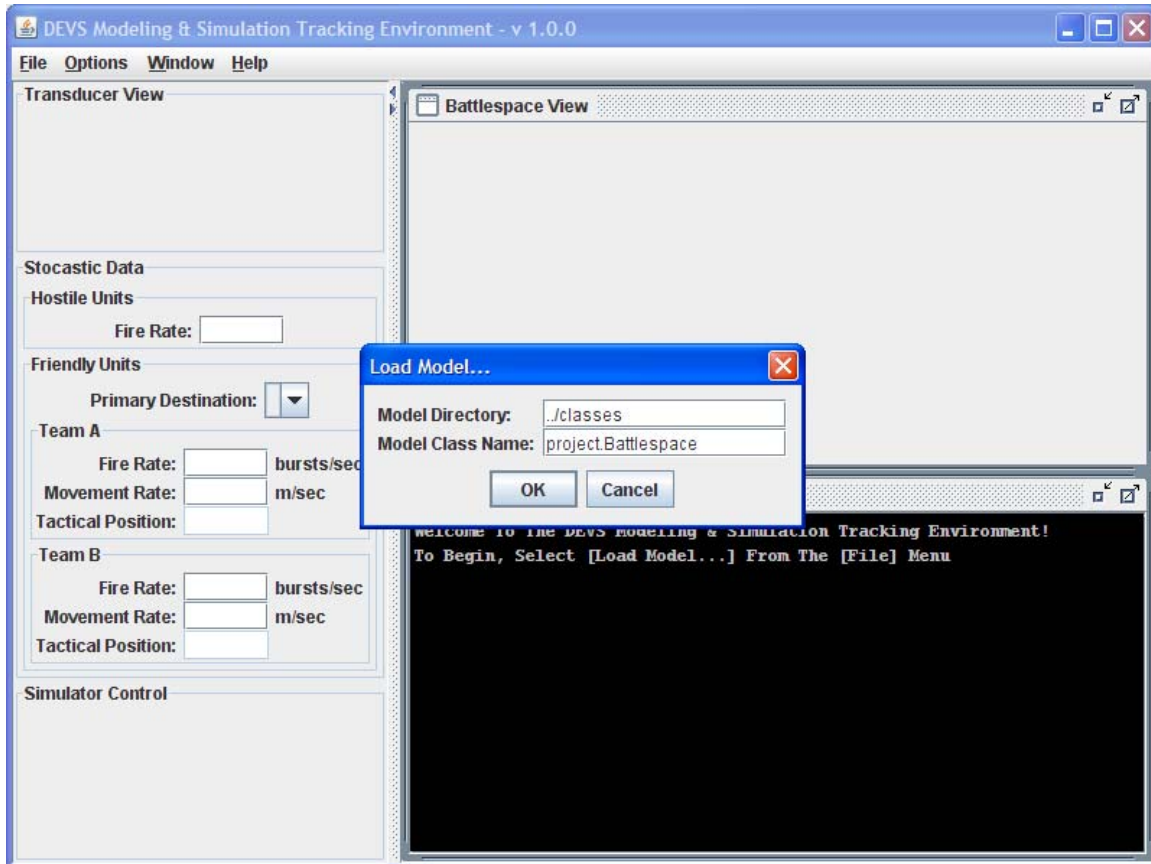 DEVS Modeling & Simulation Tracking Environment - v 1.0.0
File Options Window Help
Transducer View
Stocastic Data
Hostile Units
Fire Rate:
Friendly Units
Primary Destination:
Team A
Fire Rate: bursts/sec
Movement Rate: m/sec
Tactical Position:
Team B
Fire Rate: bursts/sec
Movement Rate: m/sec
Tactical Position:
Simulator Control
Battlespace View
Load Model...
Model Directory: ../classes
Model Class Name: project.Battlespace
OK Cancel
Welcome To The DEVS Modeling & Simulation Tracking Environment!
To Begin, Select [Load Model...] From The [File] Menu